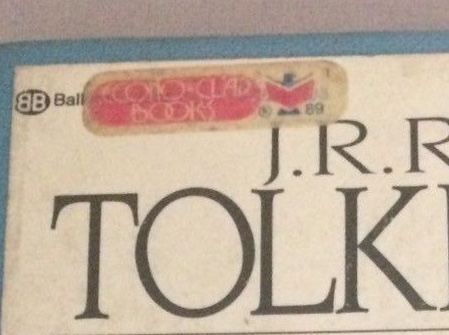 BB Ball
ECONO-CLAD
BOOKS
® 89
J.R.R
TOLK